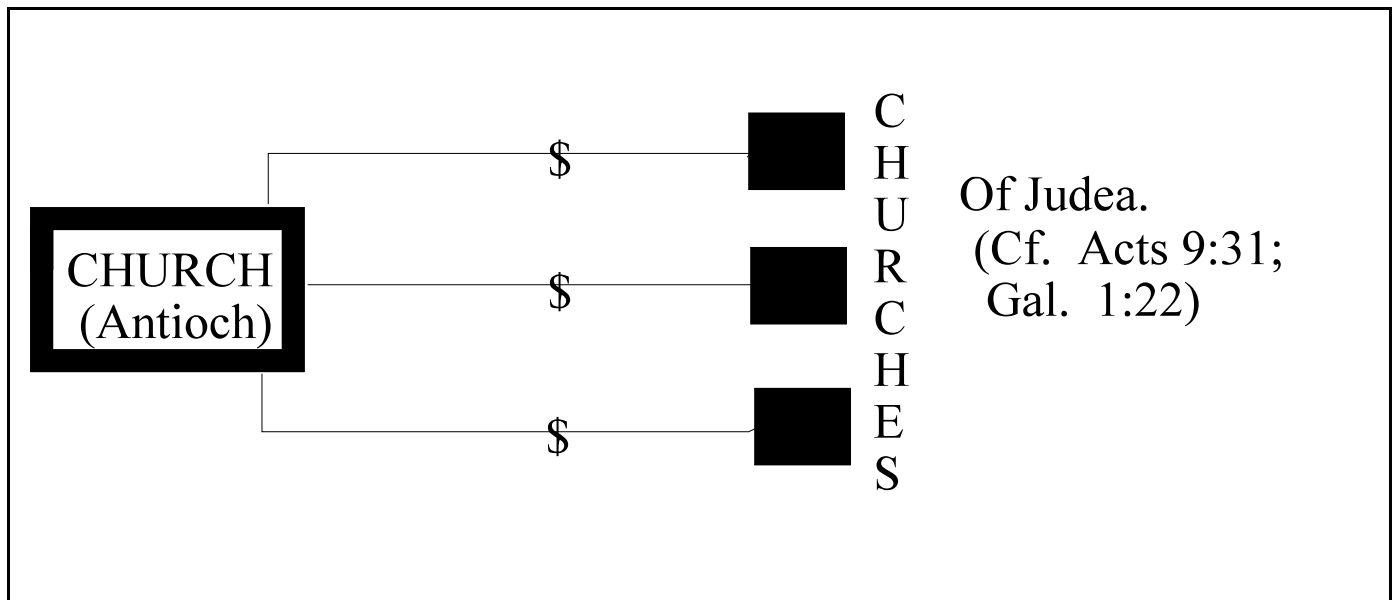 $
$
$
CHURCH
(Antioch)
C
H
U
R
C
H
E
S
Of Judea.
(Cf. Acts 9:31;
Gal. 1:22)